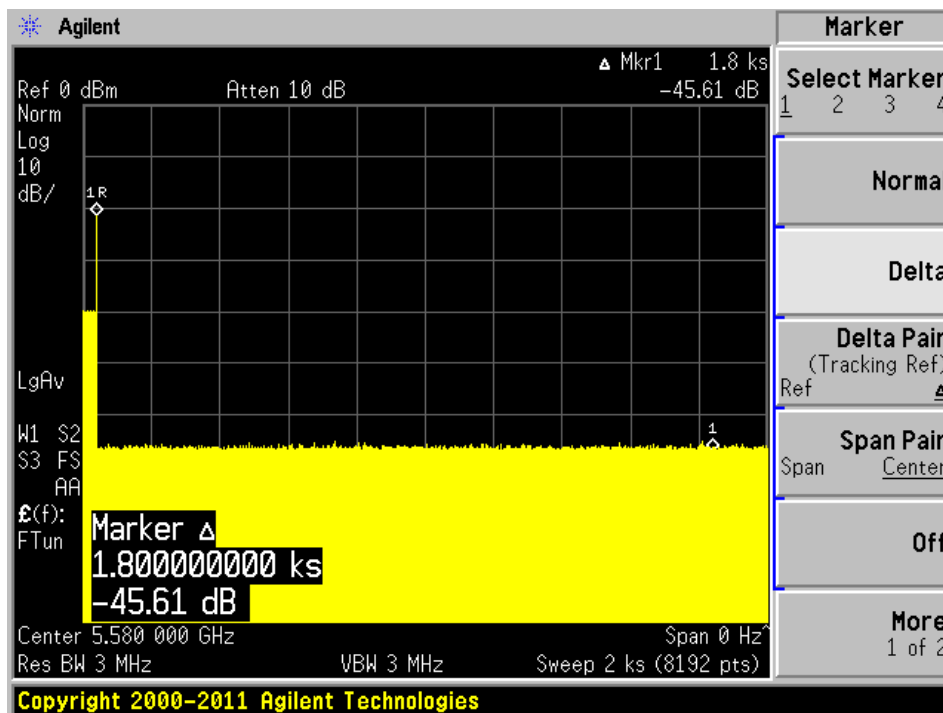 Agilent
Marker
Δ Mkr1 1.8 ks
Ref 0 dBm Atten 10 dB -45.61 dB
Norm
Log
10
dB/
1R
LgAv
1
W1 S2
S3 FS
AA
£(f):
FTun
Marker Δ
1.800000000 ks
-45.61 dB
Center 5.580 000 GHz Span 0 Hz^
Res BW 3 MHz VBW 3 MHz Sweep 2 ks (8192 pts)
Copyright 2000-2011 Agilent Technologies
Select Marker
1 2 3 4
Norma
Delta
Delta Pair
(Tracking Ref)
Ref Δ
Span Pair
Span Center
Off
More
1 of 2